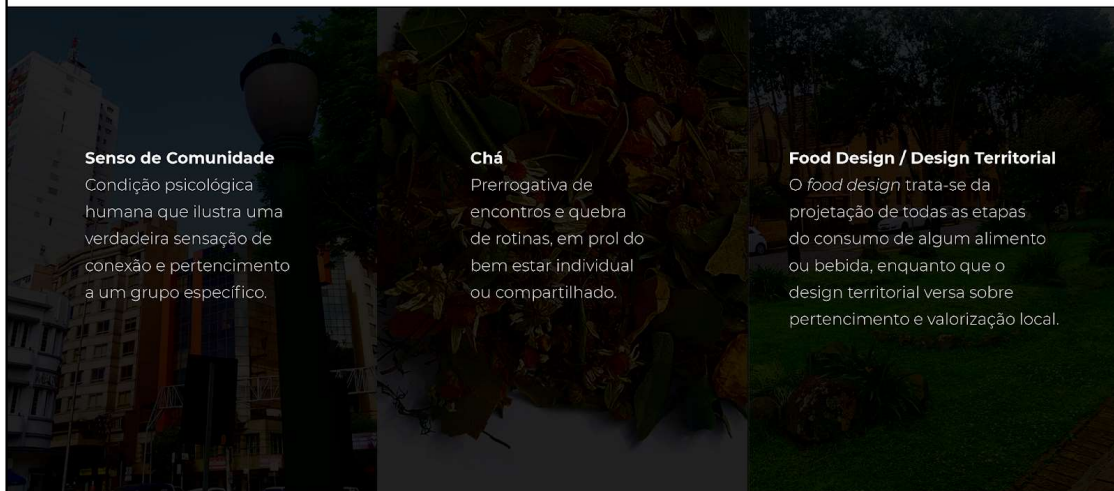 Senso de Comunidade
Condição psicológica
humana que ilustra uma
verdadeira sensação de
conexão e pertencimento
a um grupo específico.
Chá
Prerrogativa de
encontros e quebra
de rotinas, em prol do
bem estar individual
ou compartilhado.
Food Design / Design Territorial
O food design trata-se da
projetação de todas as etapas
do consumo de algum alimento
ou bebida, enquanto que o
design territorial versa sobre
pertencimento e valorização local.